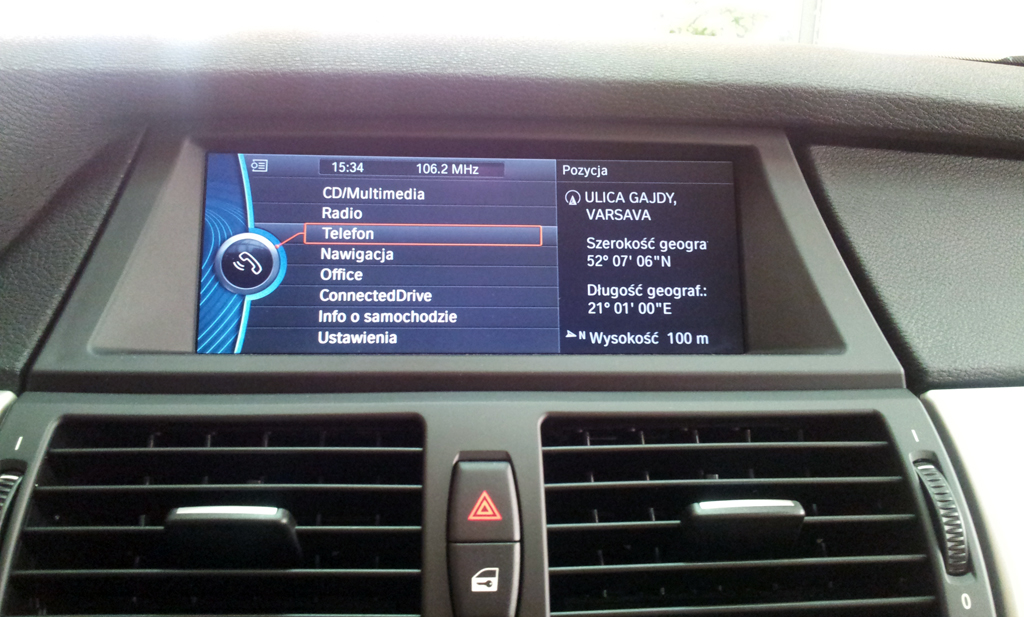 15:34 106.2 MHz
CD/Multimedia
Radio
Telefon
Nawigacja
Office
ConnectedDrive
Info o samochodzie
Ustawienia
Pozycja
ULICA GAJDY,
VARSAVA
Szerokość geogra
52° 07' 06"N
Długość geograf.:
21° 01' 00"E
N Wysokość 100 m
I
I
0